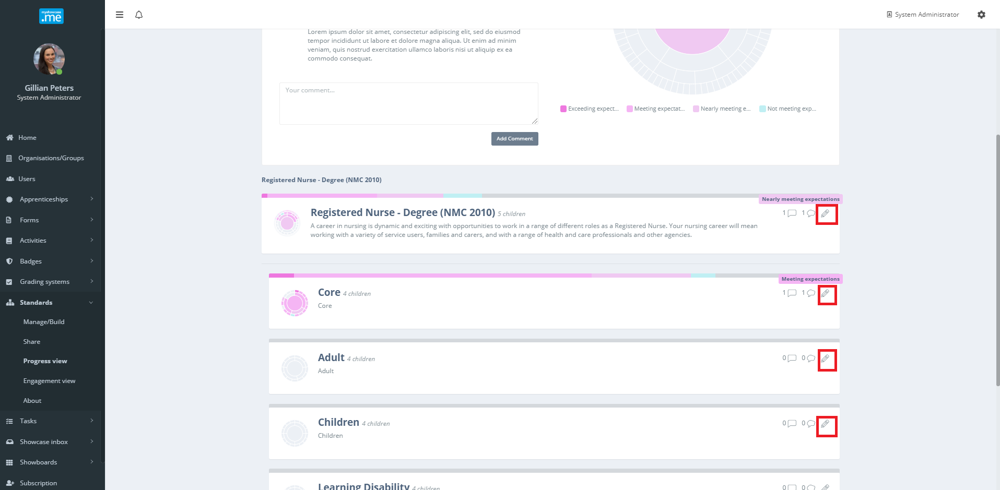 myshowcase
.me
System Administrator
Gillian Peters
System Administrator
Home
Organisations/Groups
Users
Apprenticeships
Forms
Activities
Badges
Grading systems
Standards
Manage/Build
Share
Progress view
Engagement view
About
Tasks
Showcase inbox
Showboards
Subscription
Lorem ipsum dolor sit amet, consectetur adipiscing elit, sed do eiusmod
tempor incididunt ut labore et dolore magna aliqua. Ut enim ad minim
veniam, quis nostrud exercitation ullamco laboris nisi ut aliquip ex ea
commodo consequat.
Your comment...
Add Comment
Exceeding expect... Meeting expectat... Nearly meeting e... Not meeting exp...
Registered Nurse - Degree (NMC 2010)
Nearly meeting expectations
Registered Nurse - Degree (NMC 2010) 5 children
1 1
A career in nursing is dynamic and exciting with opportunities to work in a range of different roles as a Registered Nurse. Your nursing career will mean
working with a variety of service users, families and carers, and with a range of health and care professionals and other agencies.
Meeting expectations
Core 4 children
1 1
Core
Adult 4 children
0 0
Adult
Children 4 children
0 0
Children
Learning Disability 4 children
0 0